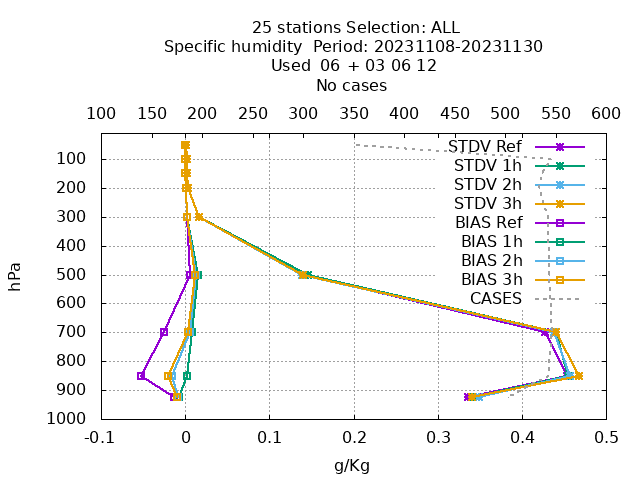 25 stations Selection: ALL
Specific humidity  Period: 20231108-20231130
Used  06 + 03 06 12
No cases
100 150 200 250 300 350 400 450 500 550 600
STDV Ref
STDV 1h
STDV 2h
STDV 3h
BIAS Ref
BIAS 1h
BIAS 2h
BIAS 3h
CASES
100
200
300
400
500
600
700
800
900
1000
hPa
-0.1 0 0.1 0.2 0.3 0.4 0.5
g/Kg